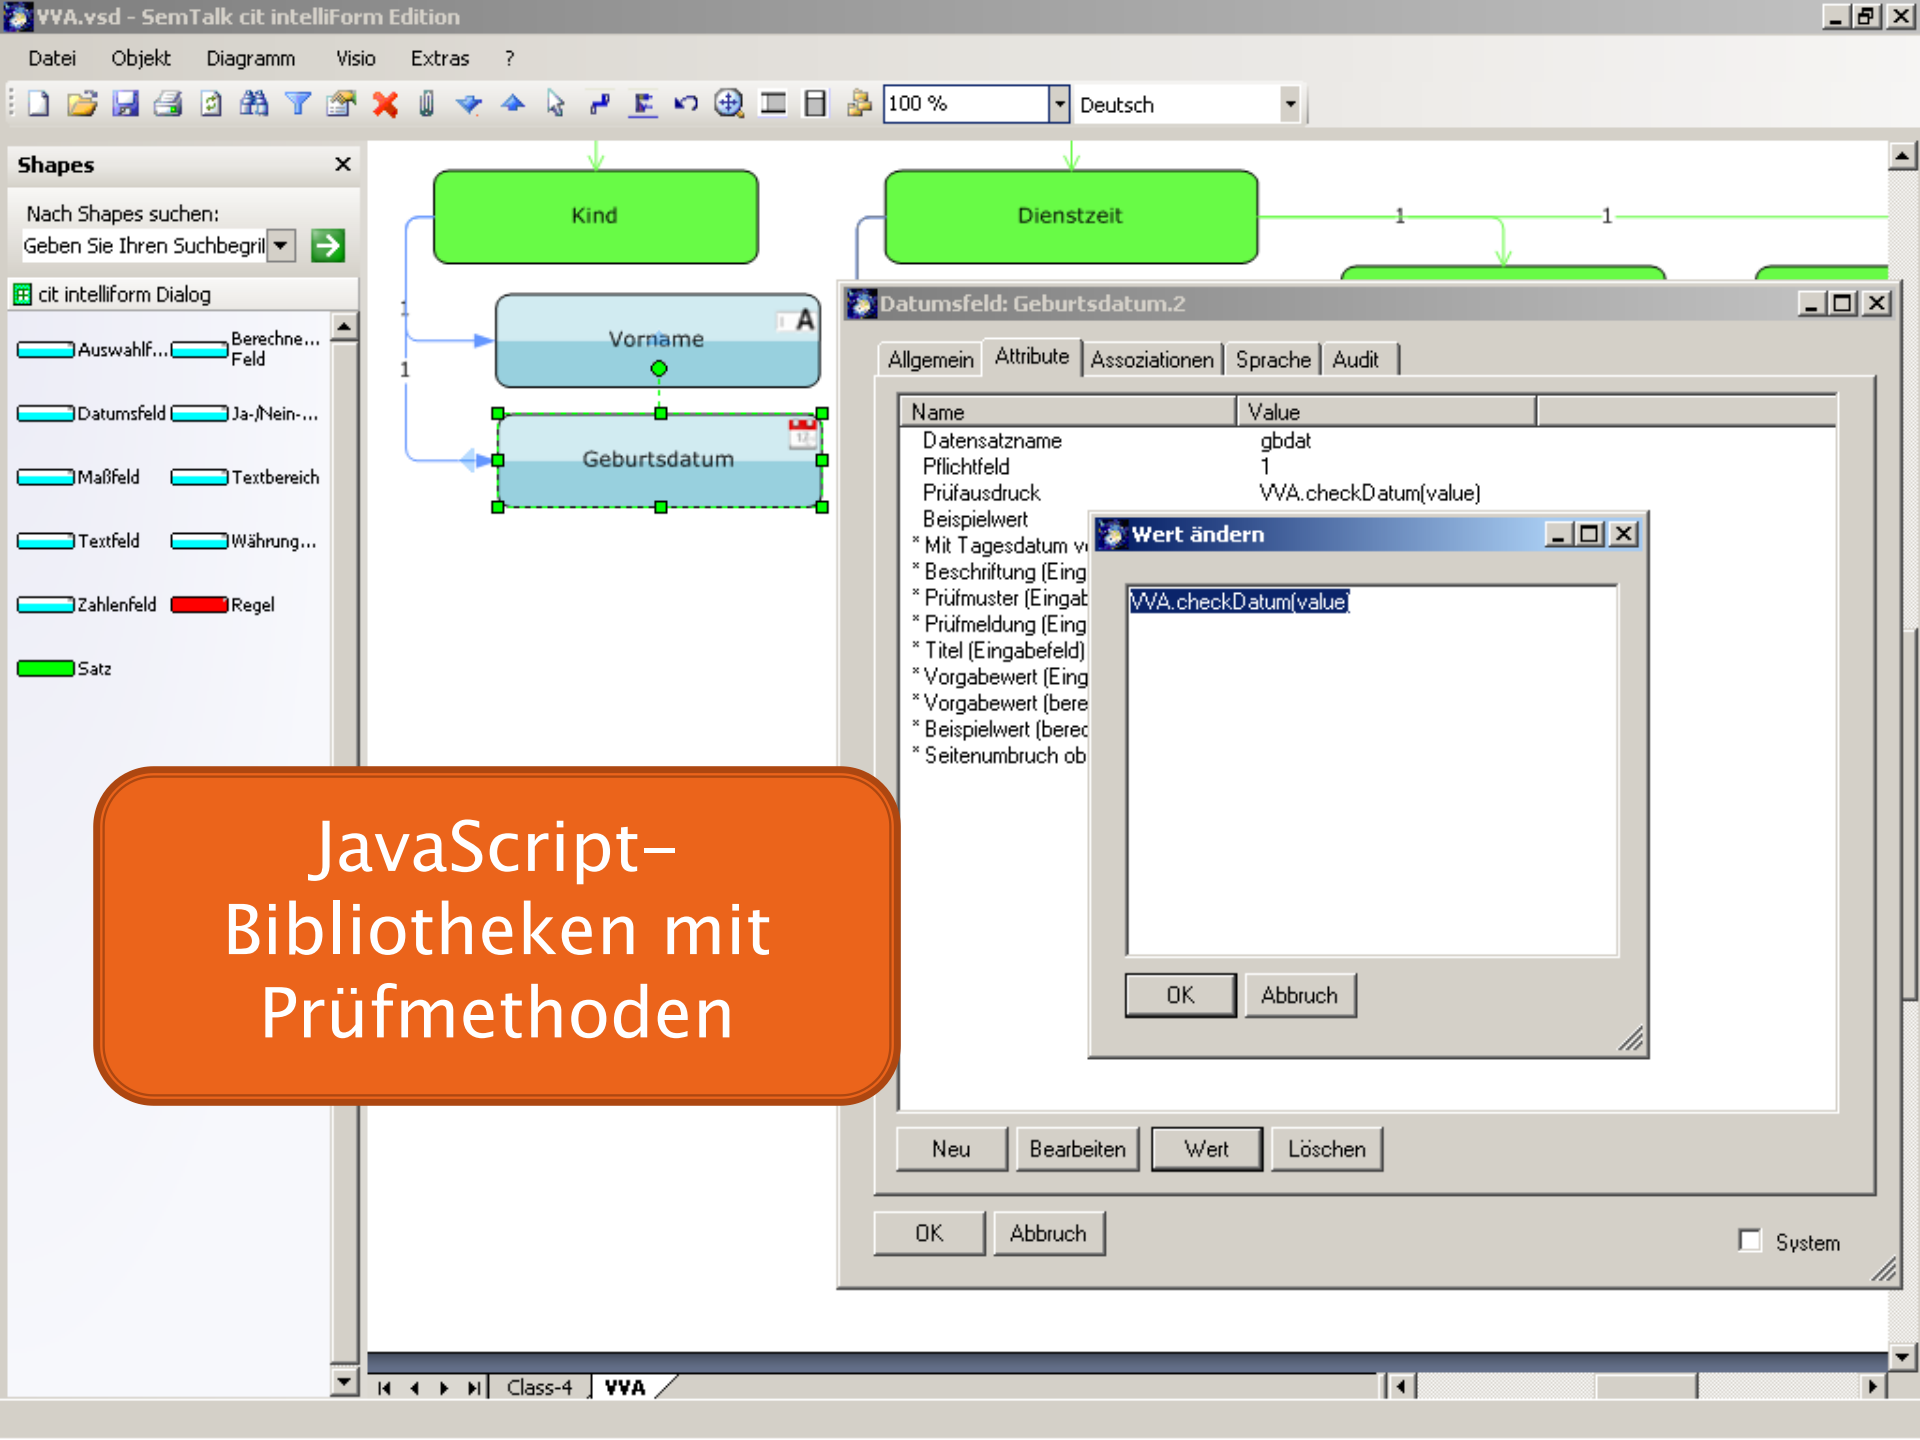 VVA.vsd - SemTalk cit intelliForm Edition
Datei Objekt Diagramm Visio Extras ?
100 % Deutsch
Shapes
Nach Shapes suchen:
Geben Sie Ihren Suchbegril
cit intelliform Dialog
Auswahlf... Berechne... Feld
Datumsfeld Ja-/Nein-...
Maßfeld Textbereich
Textfeld Währung...
Zahlenfeld Regel
Satz
Kind
Dienstzeit
1 1
1
Vorname
A
1
Geburtsdatum
12
Datumsfeld: Geburtsdatum.2
Allgemein Attribute Assoziationen Sprache Audit
Name Value
Datensatzname gbdat
Pflichtfeld 1
Prüfausdruck VVA.checkDatum(value)
Beispielwert
* Mit Tagesdatum v
* Beschriftung (Eing
* Prüfmuster (Eingab
* Prüfmeldung (Eing
* Titel (Eingabefeld)
* Vorgabewert (Eing
* Vorgabewert (bere
* Beispielwert (berec
* Seitenumbruch ob
Wert ändern
VVA.checkDatum(value)
OK Abbruch
JavaScript-
Bibliotheken mit
Prüfmethoden
Neu Bearbeiten Wert Löschen
OK Abbruch
System
Class-4 VVA